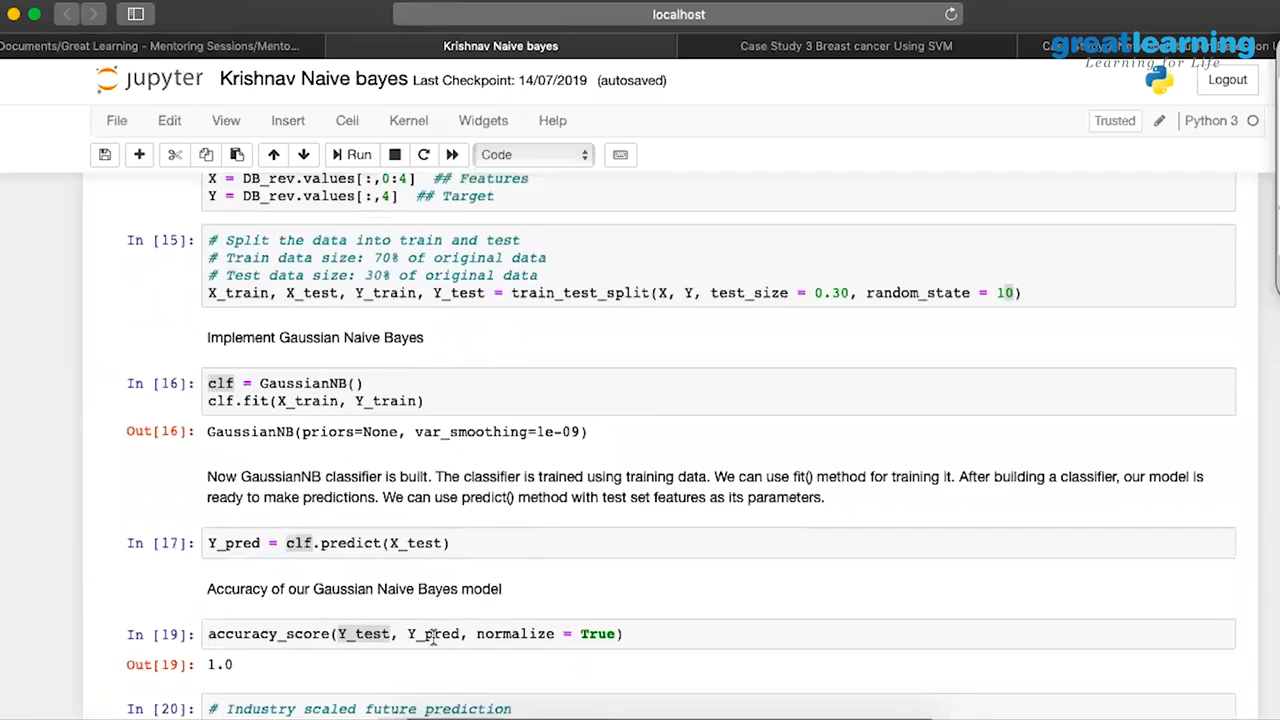 localhost
Documents/Great Learning - Mentoring Sessions/Mento...
Krishnav Naive bayes
Case Study 3 Breast cancer Using SVM
greatlearning
Learning for Life
jupyter Krishnav Naive bayes Last Checkpoint: 14/07/2019 (autosaved)
Logout
File Edit View Insert Cell Kernel Widgets Help
Trusted
Python 3
Run
Code
X = DB_rev.values[:,0:4] ## Features
Y = DB_rev.values[:,4] ## Target
In [15]: # Split the data into train and test
# Train data size: 70% of original data
# Test data size: 30% of original data
X_train, X_test, Y_train, Y_test = train_test_split(X, Y, test_size = 0.30, random_state = 10)
Implement Gaussian Naive Bayes
In [16]: clf = GaussianNB()
clf.fit(X_train, Y_train)
Out[16]: GaussianNB(priors=None, var_smoothing=1e-09)
Now GaussianNB classifier is built. The classifier is trained using training data. We can use fit() method for training it. After building a classifier, our model is
ready to make predictions. We can use predict() method with test set features as its parameters.
In [17]: Y_pred = clf.predict(X_test)
Accuracy of our Gaussian Naive Bayes model
In [19]: accuracy_score(Y_test, Y_pred, normalize = True)
Out[19]: 1.0
In [20]: # Industry scaled future prediction